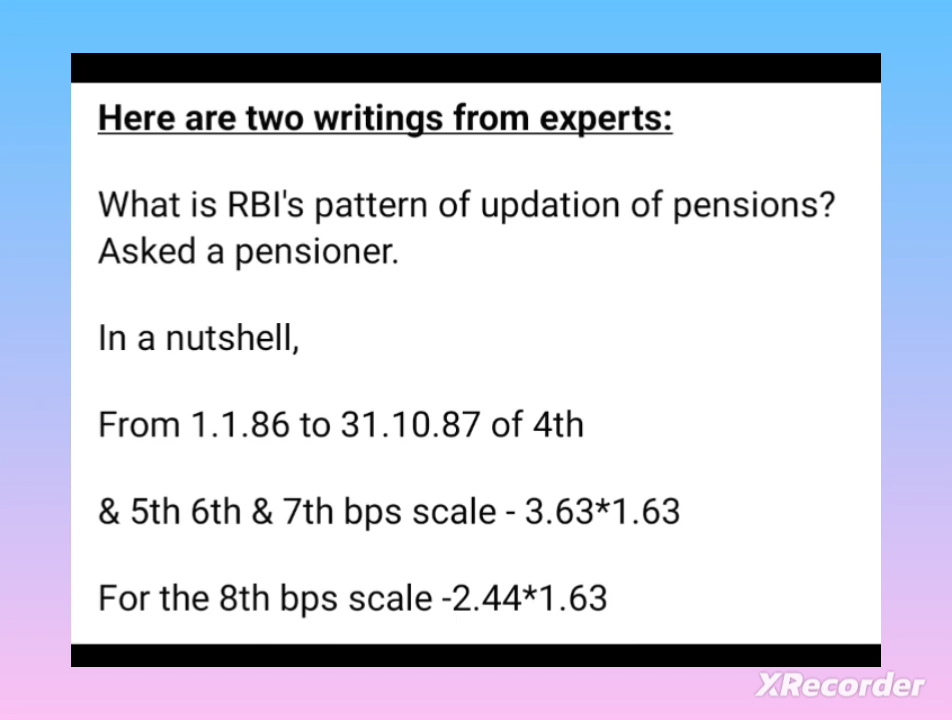 Here are two writings from experts:
What is RBI's pattern of updation of pensions?
Asked a pensioner.
In a nutshell,
From 1.1.86 to 31.10.87 of 4th
& 5th 6th & 7th bps scale - 3.63*1.63
For the 8th bps scale -2.44*1.63
XRecorder